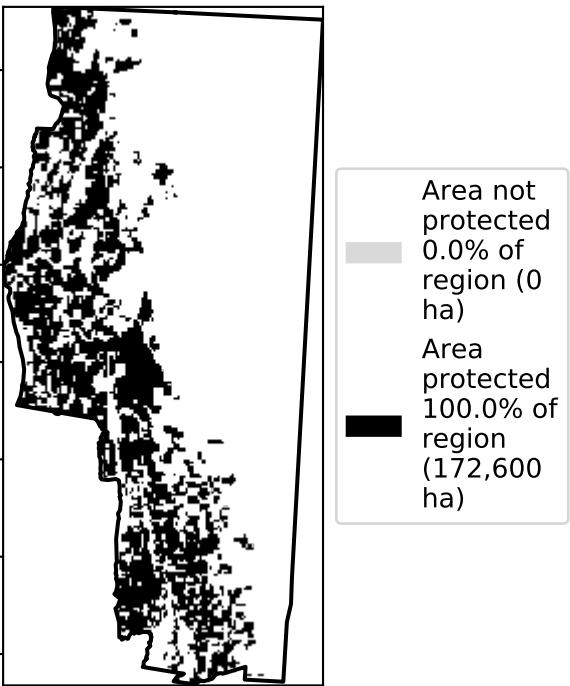 Area not
protected
0.0% of
region (0
ha)
Area
protected
100.0% of
region
(172,600
ha)